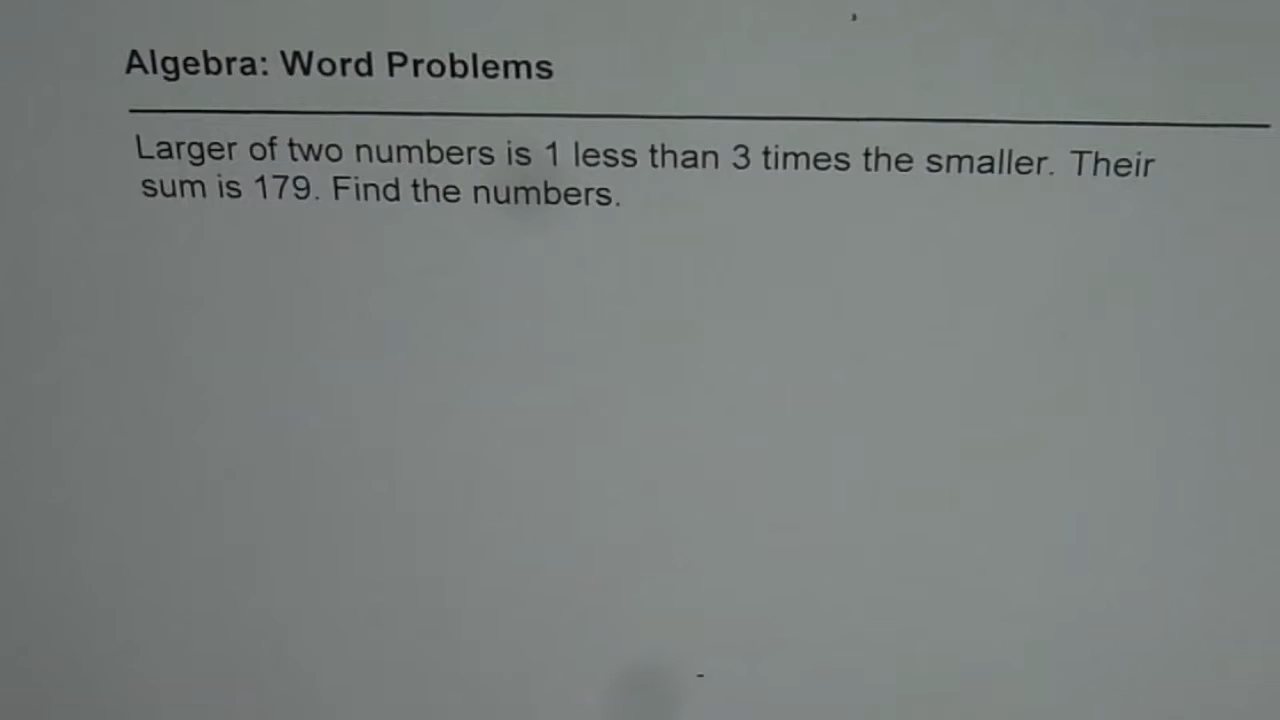 Algebra: Word Problems
Larger of two numbers is 1 less than 3 times the smaller. Their
sum is 179. Find the numbers.